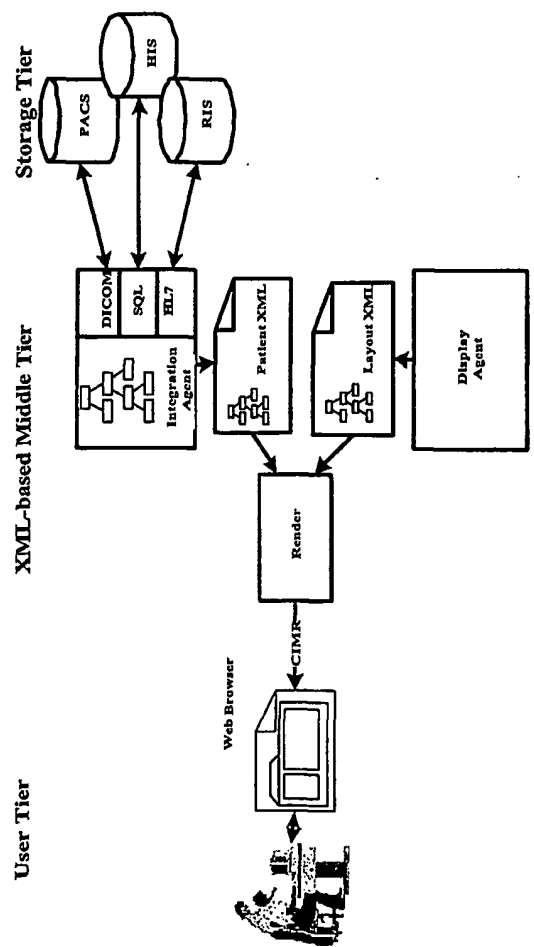 User Tier
XML-based Middle Tier
Storage Tier
Web Browser
CIMR
Render
Integration
Agent
DICOM
SQL
HL7
Patient XML
Layout XML
Display
Agent
PACS
HIS
RIS